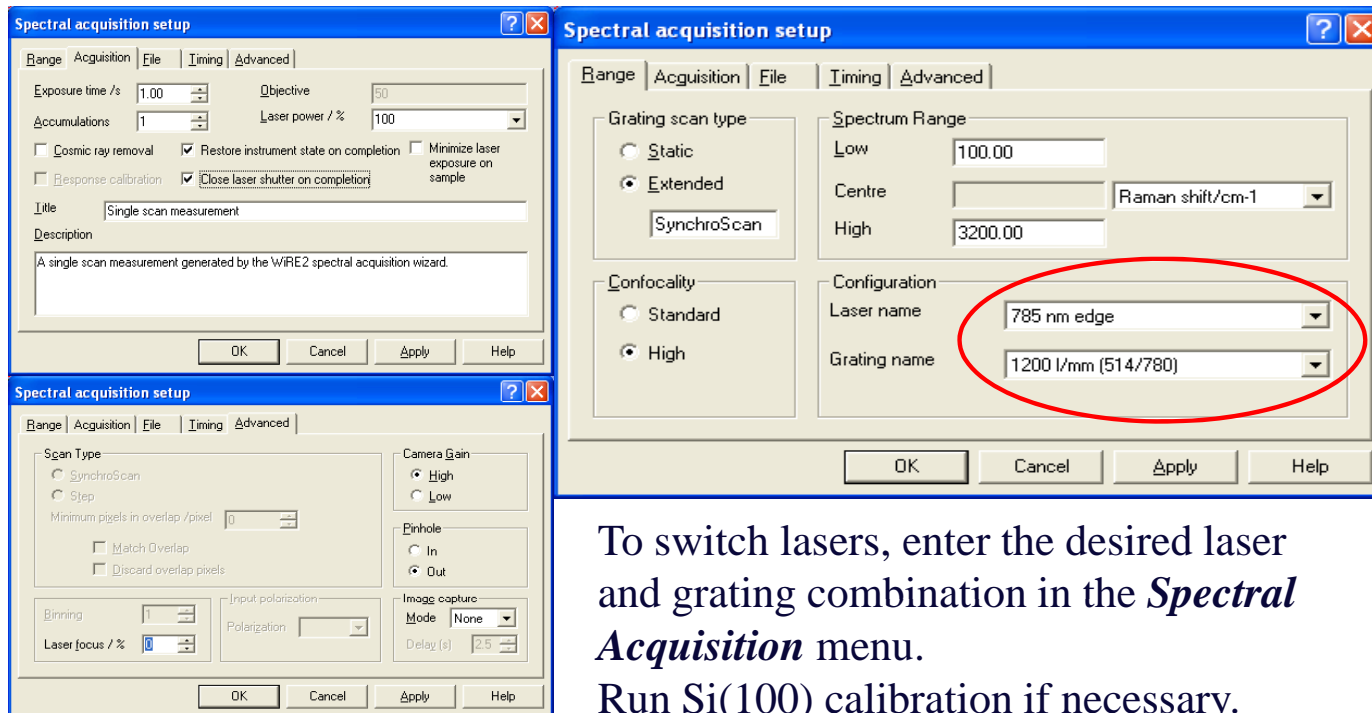 Spectral acquisition setup
Range Acquisition File Timing Advanced
Exposure time /s 1.00 Objective 50
Accumulations 1 Laser power / % 100
Cosmic ray removal Restore instrument state on completion Minimize laser exposure on sample
Response calibration Close laser shutter on completion
Title Single scan measurement
Description
A single scan measurement generated by the WiRE2 spectral acquisition wizard.
OK Cancel Apply Help
Spectral acquisition setup
Range Acquisition File Timing Advanced
Scan Type
SynchroScan
Step
Minimum pixels in overlap /pixel 0
Match Overlap
Discard overlap pixels
Camera Gain
High
Low
Pinhole
In
Out
Binning 1
Laser focus / % 0
Input polarization
Polarization
Image capture
Mode None
Delay (s) 2.5
OK Cancel Apply Help
Spectral acquisition setup
Range Acquisition File Timing Advanced
Grating scan type
Static
Extended
SynchroScan
Spectrum Range
Low 100.00
Centre Raman shift/cm-1
High 3200.00
Confocality
Standard
High
Configuration
Laser name 785 nm edge
Grating name 1200 l/mm (514/780)
OK Cancel Apply Help
To switch lasers, enter the desired laser
and grating combination in the Spectral
Acquisition menu.
Run Si(100) calibration if necessary.